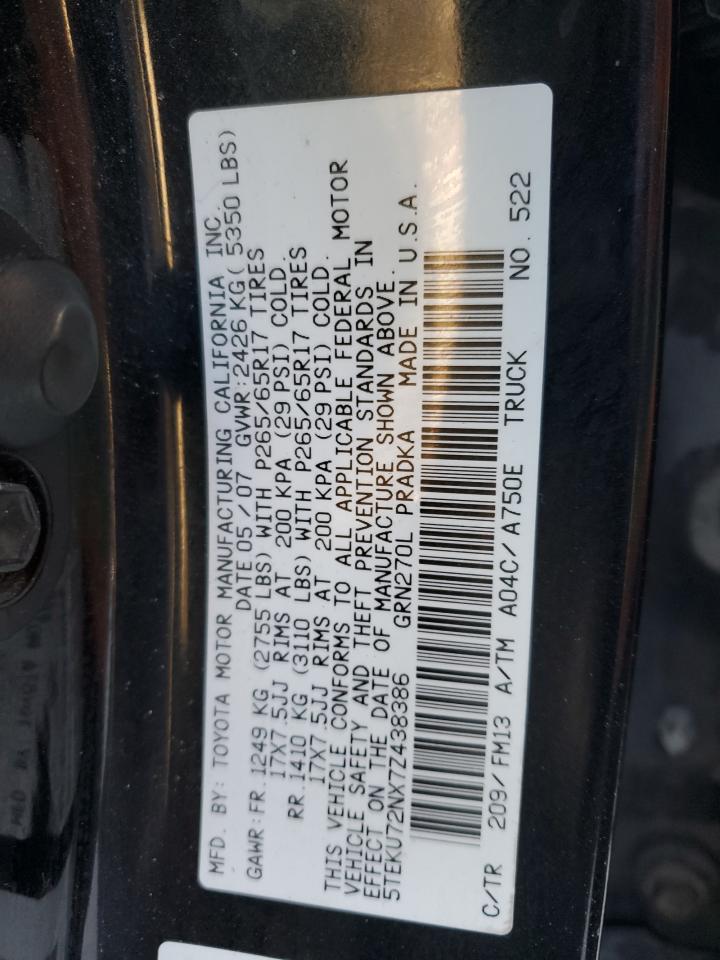 MFD. BY: TOYOTA MOTOR MANUFACTURING CALIFORNIA INC.
DATE 05/07 GVWR:2426 KG( 5350 LBS)
GAWR:FR.1249 KG (2755 LBS) WITH P265/65R17 TIRES
17X7.5JJ RIMS AT 200 KPA (29 PSI) COLD
RR.1410 KG (3110 LBS) WITH P265/65R17 TIRES
17X7.5JJ RIMS AT 200 KPA (29 PSI) COLD.
THIS VEHICLE CONFORMS TO ALL APPLICABLE FEDERAL MOTOR
VEHICLE SAFETY AND THEFT PREVENTION STANDARDS IN
EFFECT ON THE DATE OF MANUFACTURE SHOWN ABOVE.
5TEKU72NX7Z438386 GRN270L PRADKA MADE IN U.S.A.
C/TR 209/FM13 A/TM A04C/A750E TRUCK NO. 522